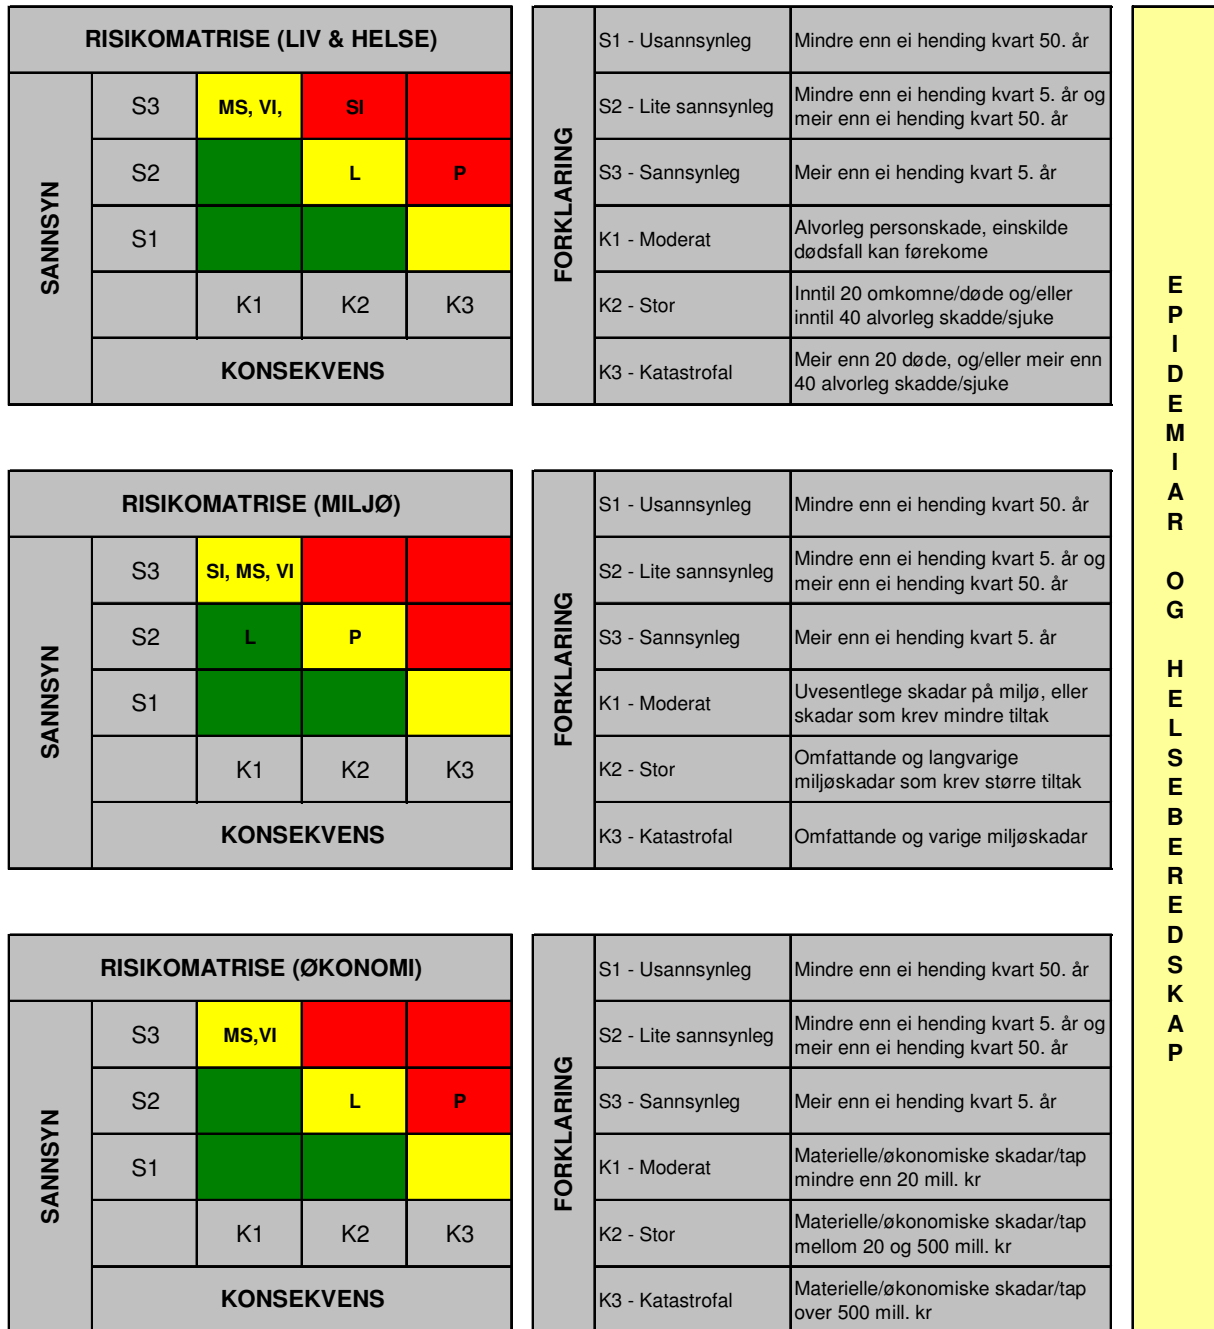 RISIKOMATRISE (LIV & HELSE)
SANNSYN
S3 MS, VI, SI
S2 L P
S1
K1 K2 K3
KONSEKVENS
FORKLARING
S1 - Usannsynleg Mindre enn ei hending kvart 50. år
S2 - Lite sannsynleg Mindre enn ei hending kvart 5. år og
meir enn ei hending kvart 50. år
S3 - Sannsynleg Meir enn ei hending kvart 5. år
K1 - Moderat Alvorleg personskade, einskilde
dødsfall kan førekome
K2 - Stor Inntil 20 omkomne/døde og/eller
inntil 40 alvorleg skadde/sjuke
K3 - Katastrofal Meir enn 20 døde, og/eller meir enn
40 alvorleg skadde/sjuke
RISIKOMATRISE (MILJØ)
SANNSYN
S3 SI, MS, VI
S2 L P
S1
K1 K2 K3
KONSEKVENS
FORKLARING
S1 - Usannsynleg Mindre enn ei hending kvart 50. år
S2 - Lite sannsynleg Mindre enn ei hending kvart 5. år og
meir enn ei hending kvart 50. år
S3 - Sannsynleg Meir enn ei hending kvart 5. år
K1 - Moderat Uvesentlege skadar på miljø, eller
skadar som krev mindre tiltak
K2 - Stor Omfattande og langvarige
miljøskadar som krev større tiltak
K3 - Katastrofal Omfattande og varige miljøskadar
RISIKOMATRISE (ØKONOMI)
SANNSYN
S3 MS,VI
S2 L P
S1
K1 K2 K3
KONSEKVENS
FORKLARING
S1 - Usannsynleg Mindre enn ei hending kvart 50. år
S2 - Lite sannsynleg Mindre enn ei hending kvart 5. år og
meir enn ei hending kvart 50. år
S3 - Sannsynleg Meir enn ei hending kvart 5. år
K1 - Moderat Materielle/økonomiske skadar/tap
mindre enn 20 mill. kr
K2 - Stor Materielle/økonomiske skadar/tap
mellom 20 og 500 mill. kr
K3 - Katastrofal Materielle/økonomiske skadar/tap
over 500 mill. kr
EPIDEMIAR OG HELSEBEREDSKAP